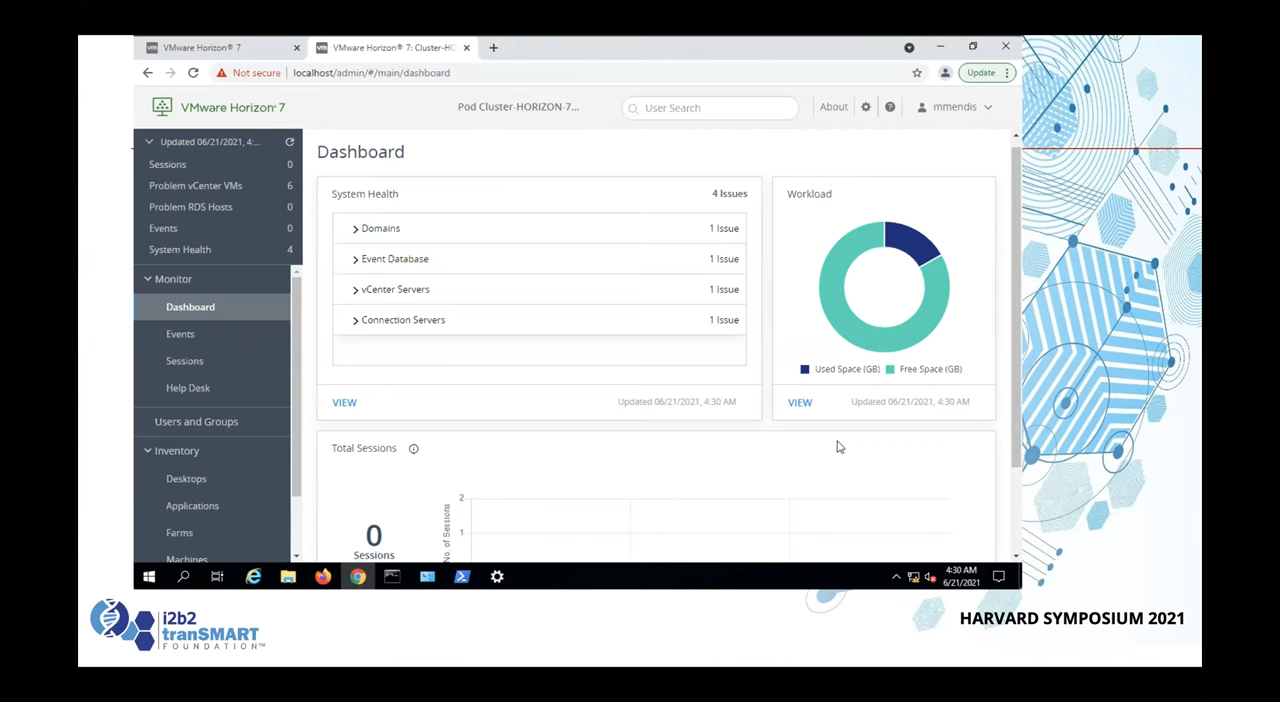 VMware Horizon® 7
VMware Horizon® 7: Cluster-HO
Not secure
localhost/admin/#/main/dashboard
Update
VMware Horizon® 7
Pod Cluster-HORIZON-7...
User Search
About
mmendis
Updated 06/21/2021, 4:...
Sessions 0
Problem vCenter VMs 6
Problem RDS Hosts 0
Events 0
System Health 4
Monitor
Dashboard
Events
Sessions
Help Desk
Users and Groups
Inventory
Desktops
Applications
Farms
Machines
Dashboard
System Health 4 Issues
Domains 1 Issue
Event Database 1 Issue
vCenter Servers 1 Issue
Connection Servers 1 Issue
VIEW Updated 06/21/2021, 4:30 AM
Workload
Used Space (GB) Free Space (GB)
VIEW Updated 06/21/2021, 4:30 AM
Total Sessions
0
Sessions
No. of Sessions
2
1
4:30 AM
6/21/2021
i2b2
tranSMART
FOUNDATION™
HARVARD SYMPOSIUM 2021